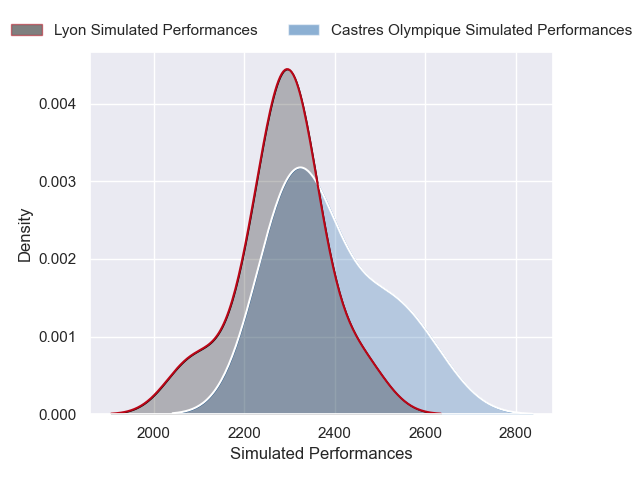 Lyon Simulated Performances Castres Olympique Simulated Performances
0.004
0.003
0.002
0.001
0.000
Density
2000 2200 2400 2600 2800
Simulated Performances